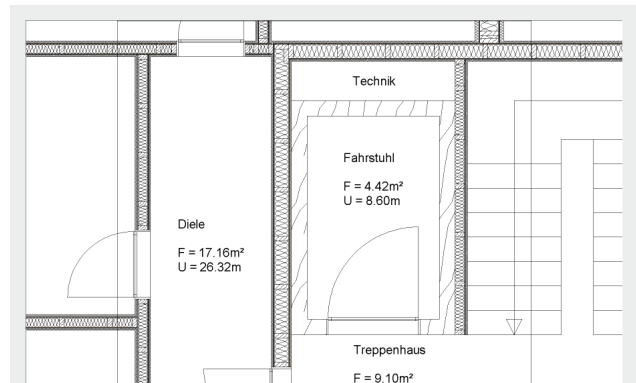 Technik
Fahrstuhl
F = 4.42m²
U = 8.60m
Diele
F = 17.16m²
U = 26.32m
Treppenhaus
F = 9.10m²